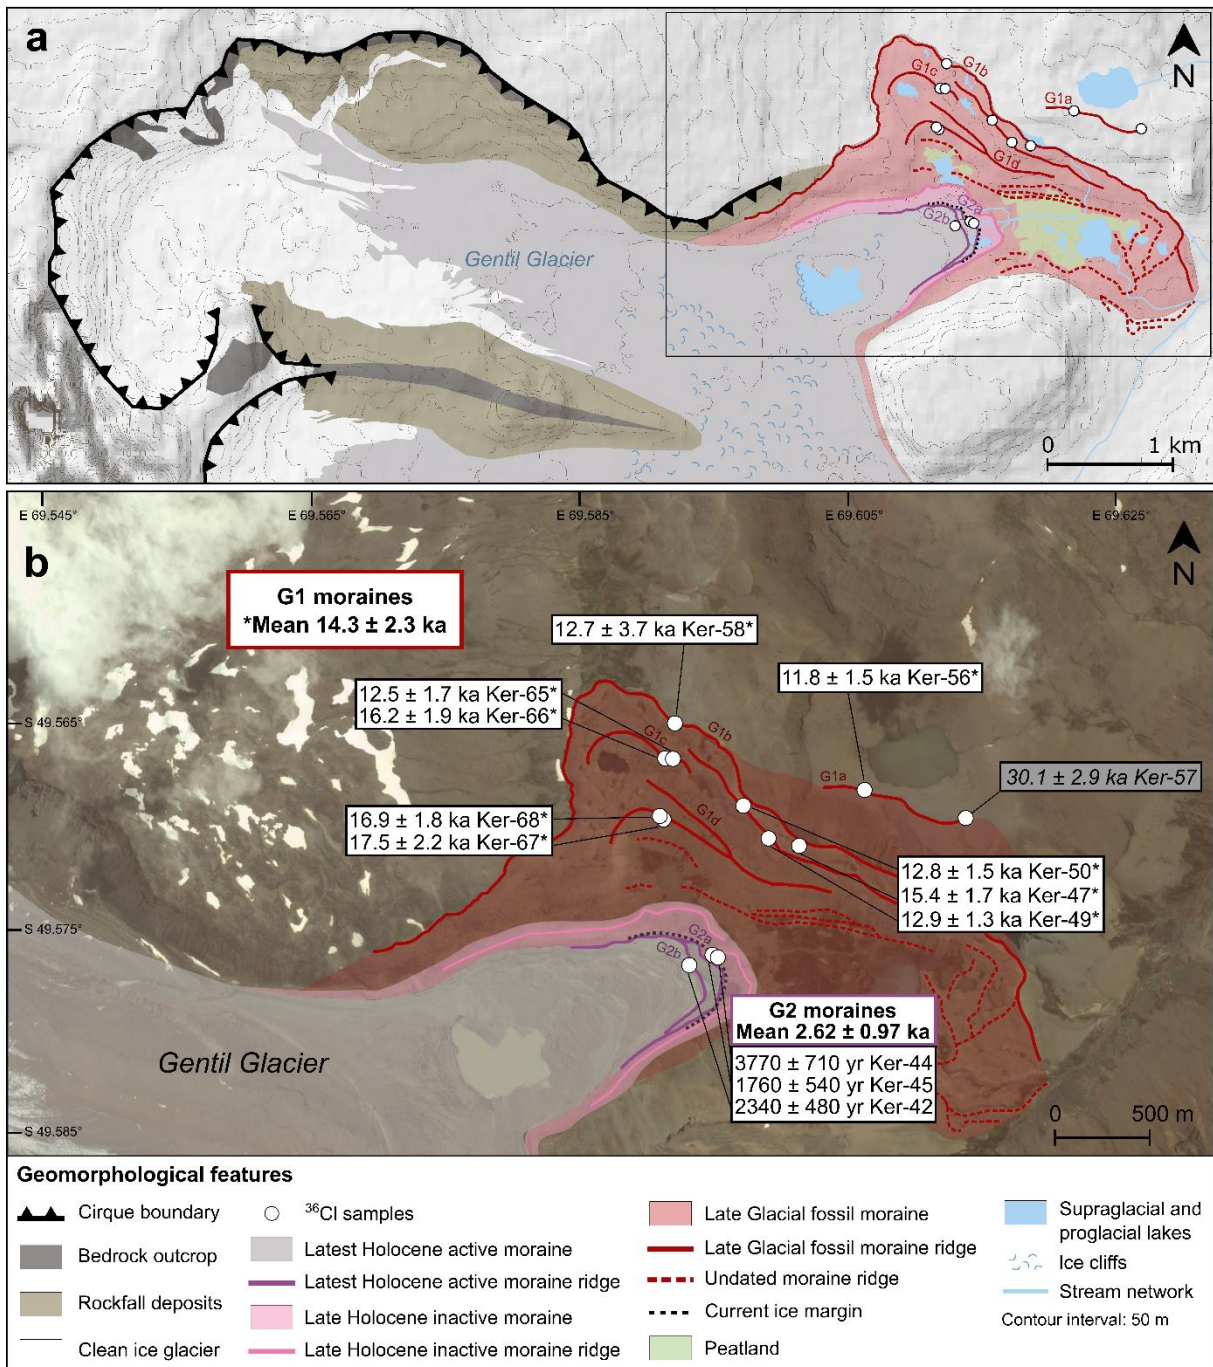 a
N
G1c
G1b
G1a
G1d
G2a
G2b
Gentil Glacier
0 1 km
E 69.545 E 69.565 E 69.585 E 69.605 E 69.625
b
N
G1 moraines
*Mean 14.3 ± 2.3 ka
12.7 ± 3.7 ka Ker-58*
11.8 ± 1.5 ka Ker-56*
12.5 ± 1.7 ka Ker-65*
16.2 ± 1.9 ka Ker-66*
S 49.565
G1c
G1b
G1a
30.1 ± 2.9 ka Ker-57
16.9 ± 1.8 ka Ker-68*
17.5 ± 2.2 ka Ker-67*
G1d
12.8 ± 1.5 ka Ker-50*
15.4 ± 1.7 ka Ker-47*
12.9 ± 1.3 ka Ker-49*
S 49.575
G2a
G2b
G2 moraines
Mean 2.62 ± 0.97 ka
3770 ± 710 yr Ker-44
1760 ± 540 yr Ker-45
2340 ± 480 yr Ker-42
Gentil Glacier
0 500 m
S 49.585
Geomorphological features
Cirque boundary
Bedrock outcrop
Rockfall deposits
Clean ice glacier
³⁶Cl samples
Latest Holocene active moraine
Latest Holocene active moraine ridge
Late Holocene inactive moraine
Late Holocene inactive moraine ridge
Late Glacial fossil moraine
Late Glacial fossil moraine ridge
Undated moraine ridge
Current ice margin
Peatland
Supraglacial and
proglacial lakes
Ice cliffs
Stream network
Contour interval: 50 m